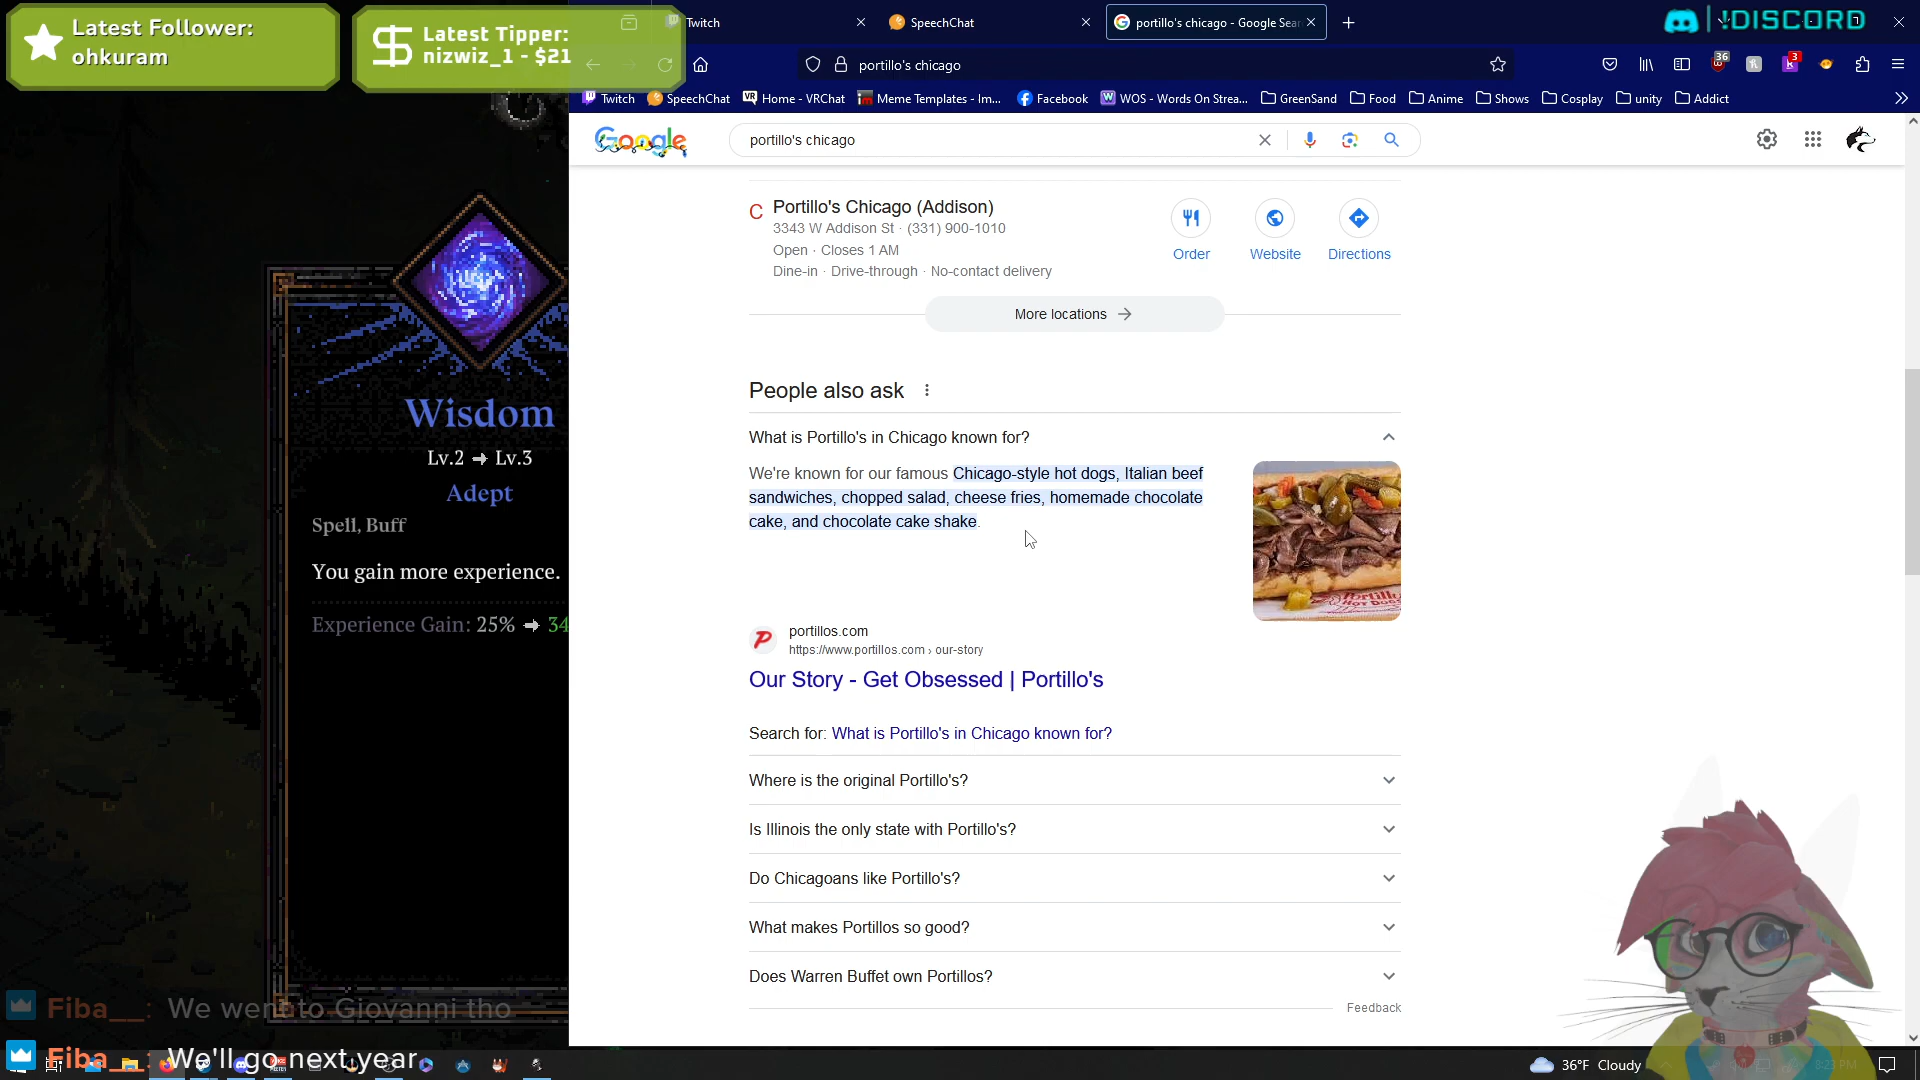 Latest Follower:
ohkuram
Latest Tipper:
nizwiz_1 - $21
Twitch
SpeechChat
portillo's chicago - Google Sear
!DISCORD
portillo's chicago
36
3
Twitch
SpeechChat
Home - VRChat
Meme Templates - Im...
Facebook
WOS - Words On Strea...
GreenSand
Food
Anime
Shows
Cosplay
unity
Addict
Google
portillo's chicago
C
Portillo's Chicago (Addison)
3343 W Addison St · (331) 900-1010
Open · Closes 1 AM
Dine-in · Drive-through · No-contact delivery
Order
Website
Directions
More locations
People also ask
What is Portillo's in Chicago known for?
We're known for our famous Chicago-style hot dogs, Italian beef
sandwiches, chopped salad, cheese fries, homemade chocolate
cake, and chocolate cake shake.
portillos.com
https://www.portillos.com › our-story
Our Story - Get Obsessed | Portillo's
Search for: What is Portillo's in Chicago known for?
Where is the original Portillo's?
Is Illinois the only state with Portillo's?
Do Chicagoans like Portillo's?
What makes Portillos so good?
Does Warren Buffet own Portillos?
Feedback
Wisdom
Lv.2 → Lv.3
Adept
Spell, Buff
You gain more experience.
Experience Gain: 25% → 34
Fiba__: We went to Giovanni tho
Fiba__: We'll go next year
36°F Cloudy